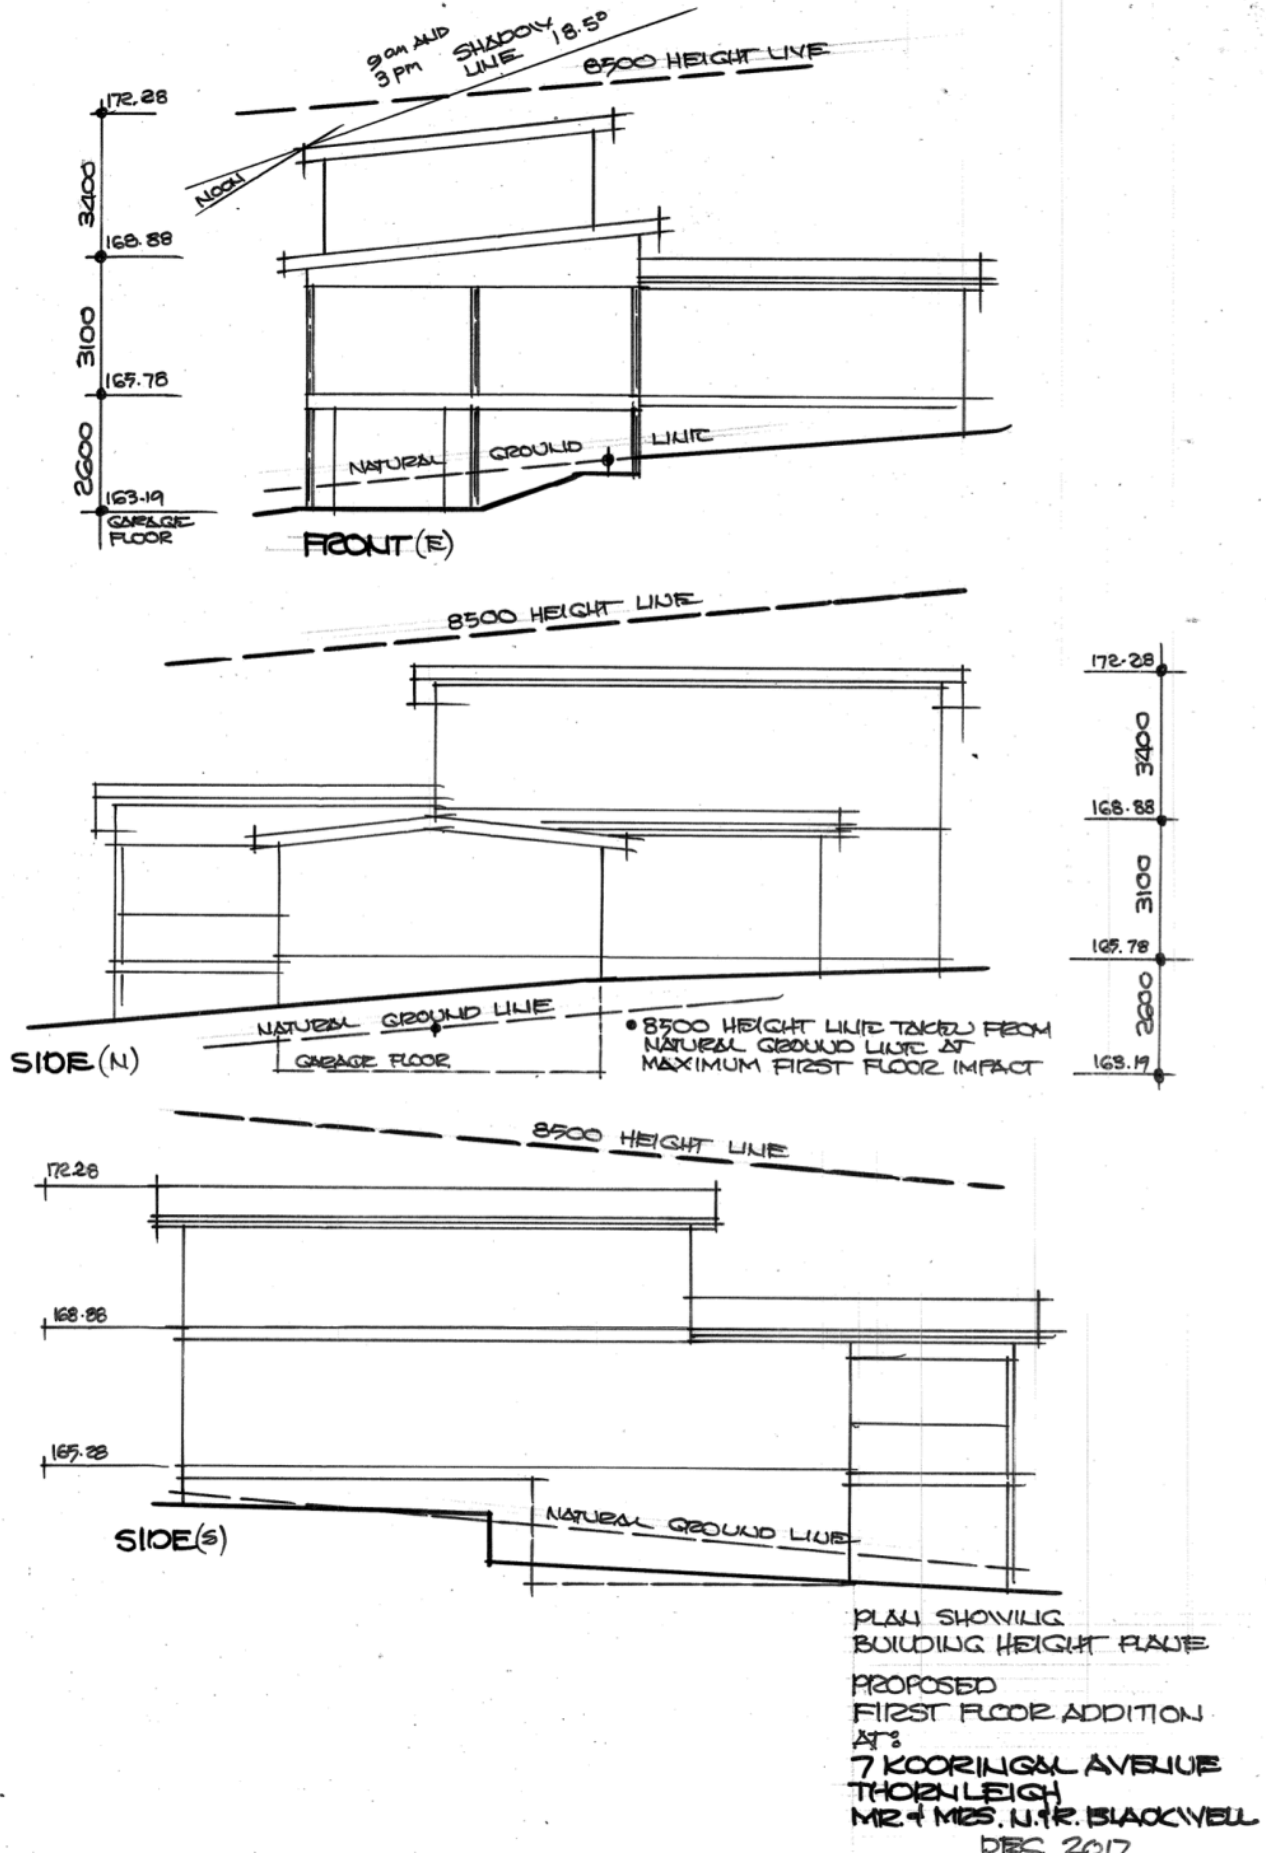 9am AND
3 pm
SHADOW
LINE 18.5°
8500 HEIGHT LINE
172.28
NOON
3400
168.88
3100
165.78
2600
NATURAL GROUND LINE
163.19
GARAGE
FLOOR
FRONT (E)
8500 HEIGHT LINE
172.28
3400
168.88
3100
165.78
2600
163.19
NATURAL GROUND LINE
GARAGE FLOOR
• 8500 HEIGHT LINE TAKEN FROM
NATURAL GROUND LINE AT
MAXIMUM FIRST FLOOR IMPACT
SIDE (N)
8500 HEIGHT LINE
172.28
168.88
165.28
NATURAL GROUND LINE
SIDE (S)
PLAN SHOWING
BUILDING HEIGHT PLANE
PROPOSED
FIRST FLOOR ADDITION
AT:
7 KOORINGAL AVENUE
THORNLEIGH
MR. & MRS. N. & R. BLACKWELL
DEC 2017